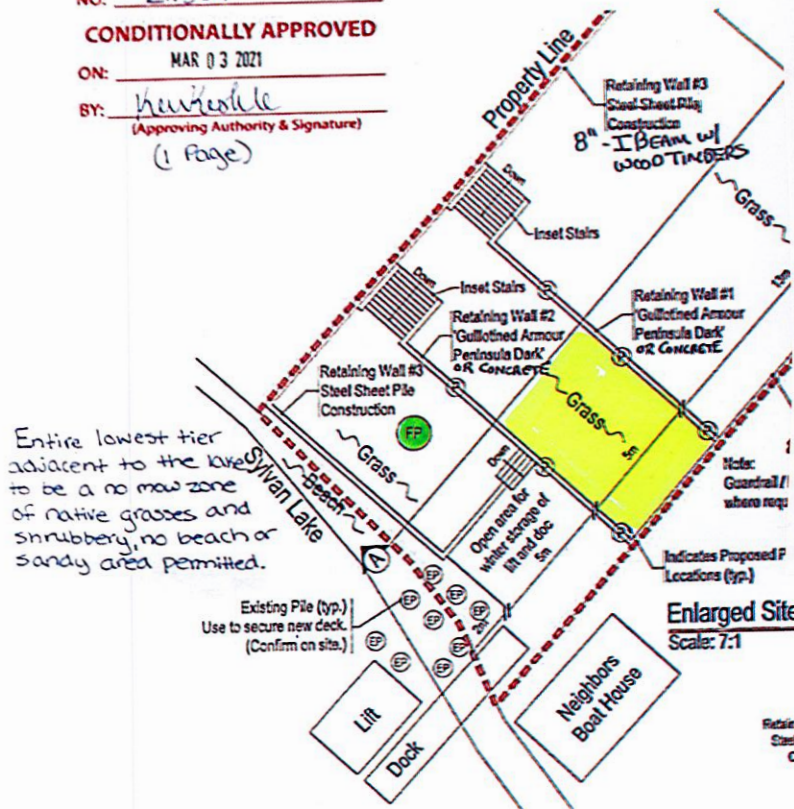 NO.
CONDITIONALLY APPROVED
MAR 03 2021
ON:
BY:
(Approving Authority & Signature)
(1 Page)
Property Line
Retaining Wall #3
Steel Sheet Pile
Construction
8" - I BEAM W/
WOOD TIMBERS
Down
Inset Stairs
Grass
13m
Down
Inset Stairs
Retaining Wall #2
'Guillotined Armour
Peninsula Dark'
OR CONCRETE
Retaining Wall #1
'Guillotined Armour
Peninsula Dark'
OR CONCRETE
Retaining Wall #3
Steel Sheet Pile
Construction
P
P
P
P
P
P
FP
Grass
5m
Grass
Down
Open area for
winter storage of
lift and doc
5m
Note:
Guardrail /
where requ
Indicates Proposed P
Locations (typ.)
Entire lowest tier
adjacent to the lake
to be a no mow zone
of native grasses and
shrubbery, no beach or
sandy area permitted.
Sylvan Lake
Beach
A
Existing Pile (typ.)
Use to secure new deck.
(Confirm on site.)
EP
EP
EP
EP
EP
EP
EP
EP
EP
2m
Enlarged Site
Scale: 7:1
Lift
Dock
Neighbors
Boat House
Retain
Stee
C